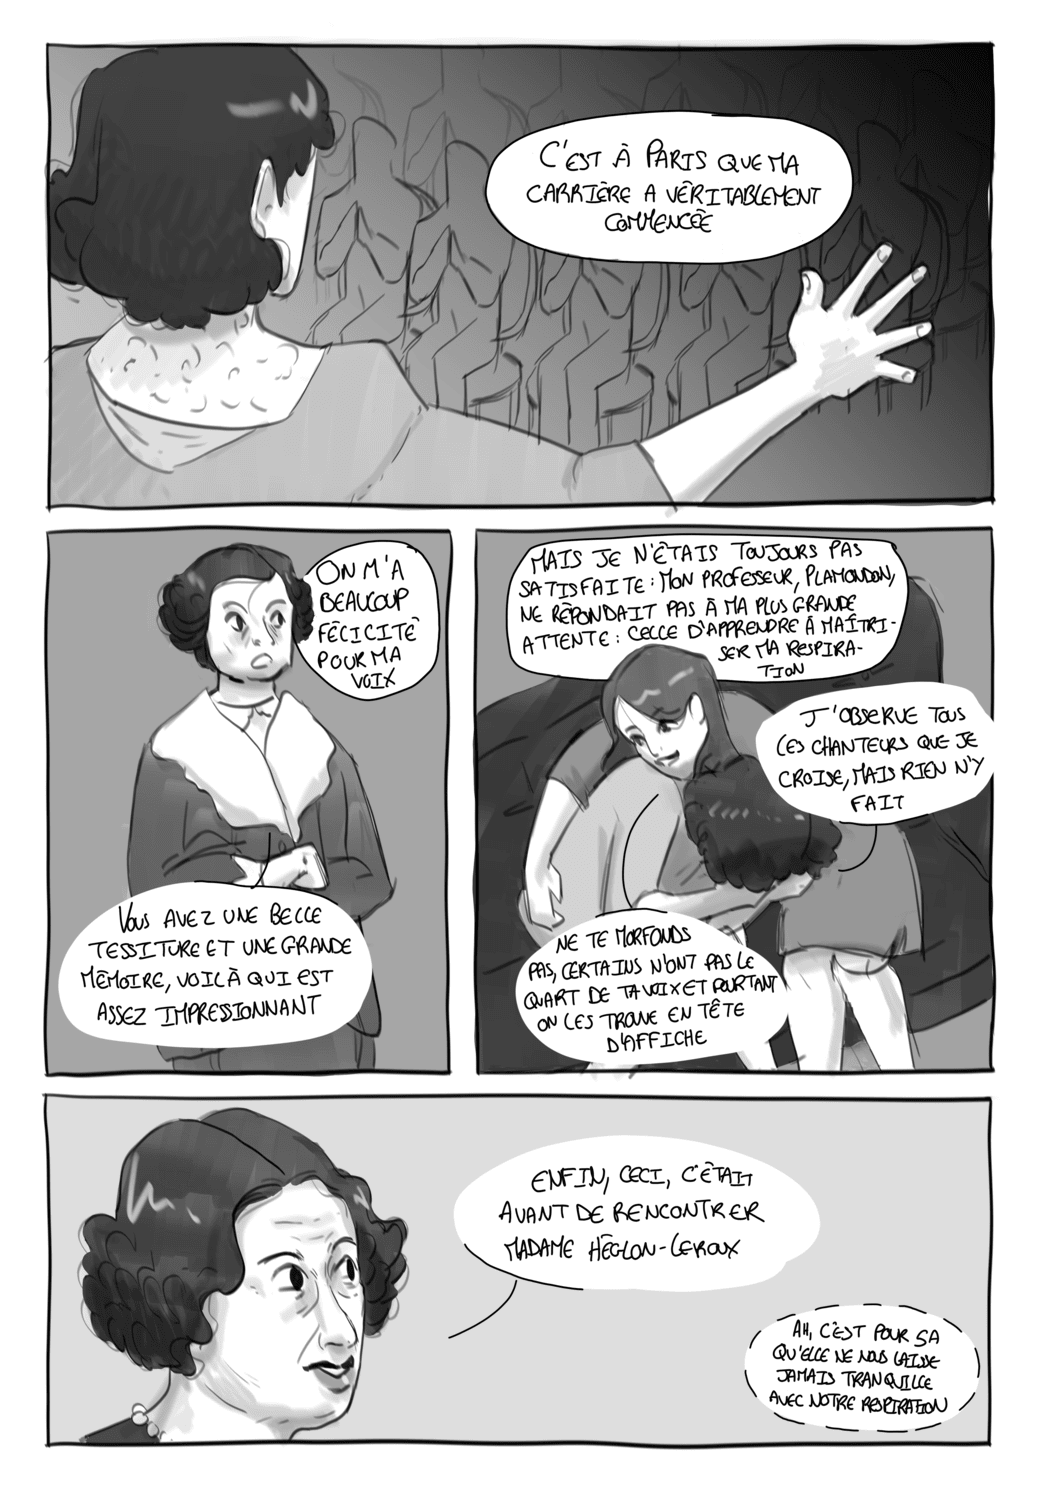 C'EST À PARIS QUE MA
CARRIÈRE A VÉRITABLEMENT
COMMENCÉE
ON M'A
BEAUCOUP
FÉLICITÉ
POUR MA
VOIX
VOUS AVEZ UNE BELLE
TESSITURE ET UNE GRANDE
MÉMOIRE, VOILÀ QUI EST
ASSEZ IMPRESSIONNANT
MAIS JE N'ÉTAIS TOUJOURS PAS
SATISFAITE : MON PROFESSEUR, PLAMONDON,
NE RÉPONDAIT PAS À MA PLUS GRANDE
ATTENTE : CELLE D'APPRENDRE À MAÎTRI-
SER MA RESPIRA-
TION
J'OBSERVE TOUS
LES CHANTEURS QUE JE
CROISE, MAIS RIEN N'Y
FAIT
NE TE MORFONDS
PAS, CERTAINS N'ONT PAS LE
QUART DE TA VOIX ET POURTANT
ON LES TROUVE EN TÊTE
D'AFFICHE
ENFIN, CECI, C'ÉTAIT
AVANT DE RENCONTRER
MADAME HÉGLON-LEROUX
AH, C'EST POUR SA
QU'ELLE NE NOUS LAISSE
JAMAIS TRANQUILLE
AVEC NOTRE RESPIRATION